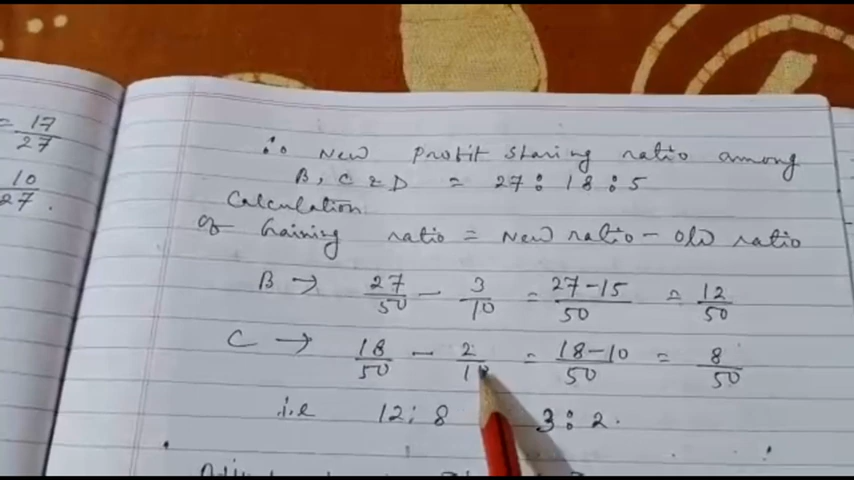 = 17/27
10/27.
∴ New Profit Sharing ratio among
B, C & D = 27 : 18 : 5
Calculation
of Gaining ratio = New ratio - Old ratio
B → 27/50 - 3/10 = 27-15/50 = 12/50
C → 18/50 - 2/10 = 18-10/50 = 8/50
i.e 12 : 8 3 : 2.